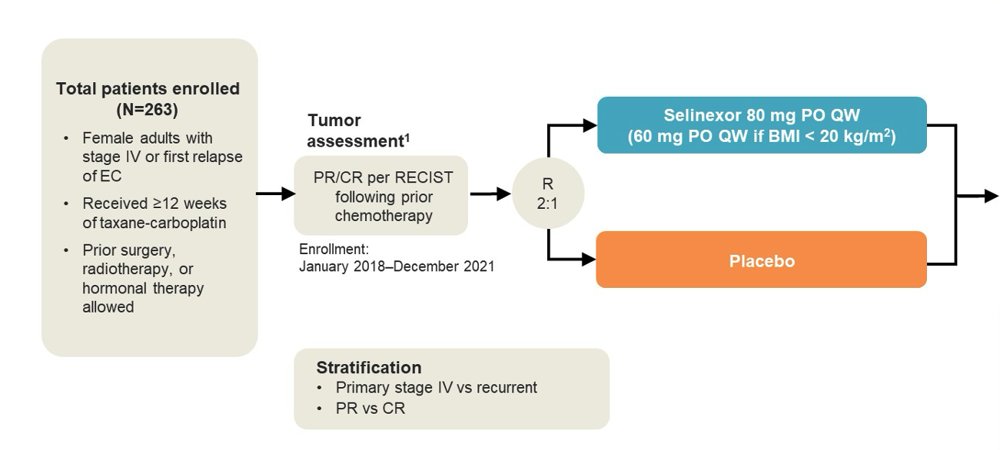 Total patients enrolled
(N=263)
• Female adults with
stage IV or first relapse
of EC
• Received ≥12 weeks
of taxane-carboplatin
• Prior surgery,
radiotherapy, or
hormonal therapy
allowed
Tumor
assessment¹
PR/CR per RECIST
following prior
chemotherapy
Enrollment:
January 2018–December 2021
R
2:1
Selinexor 80 mg PO QW
(60 mg PO QW if BMI < 20 kg/m²)
Placebo
Stratification
• Primary stage IV vs recurrent
• PR vs CR